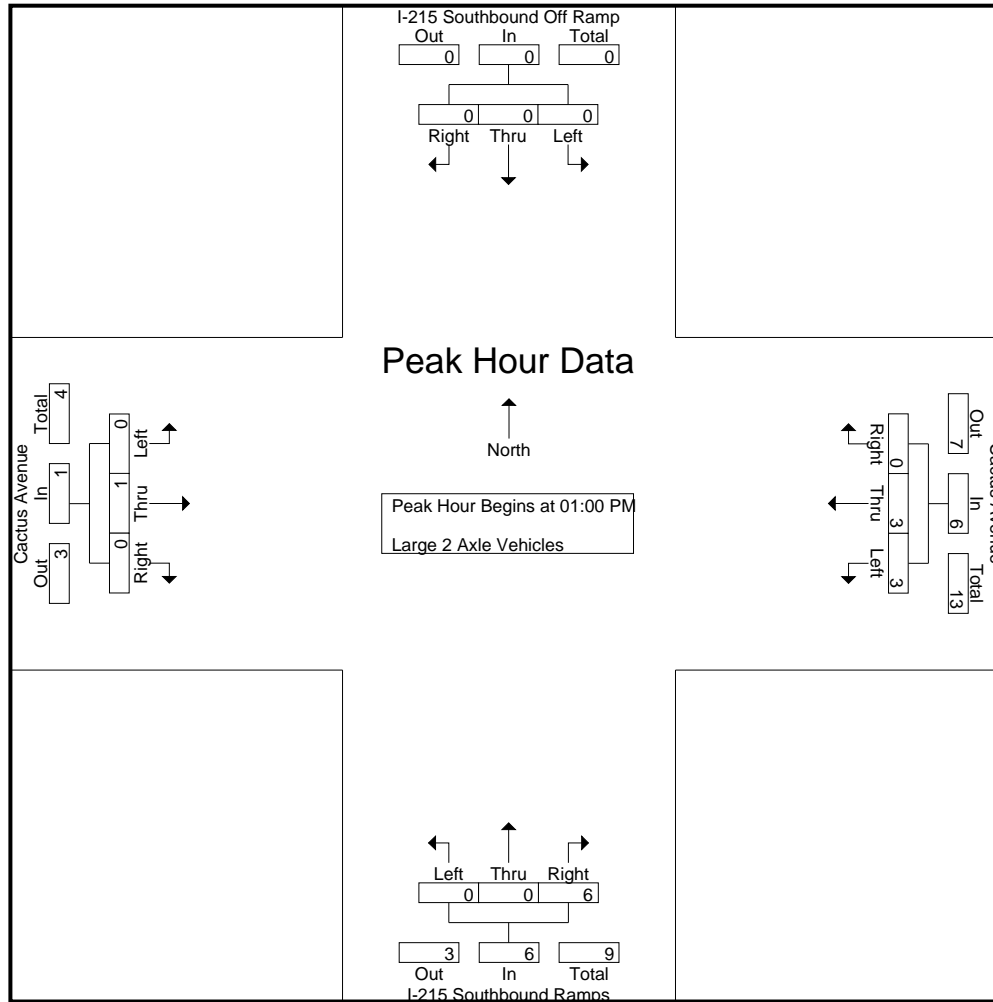 I-215 Southbound Off Ramp
Out In Total
0 0 0
0 0 0
Right Thru Left
Peak Hour Data
North
Peak Hour Begins at 01:00 PM
Large 2 Axle Vehicles
Cactus Avenue
Out In Total
3 1 4
Right Thru Left
0 1 0
Out In Total
7 6 13
Right Thru Left
0 3 3
Left Thru Right
0 0 6
3 6 9
Out In Total
I-215 Southbound Ramps